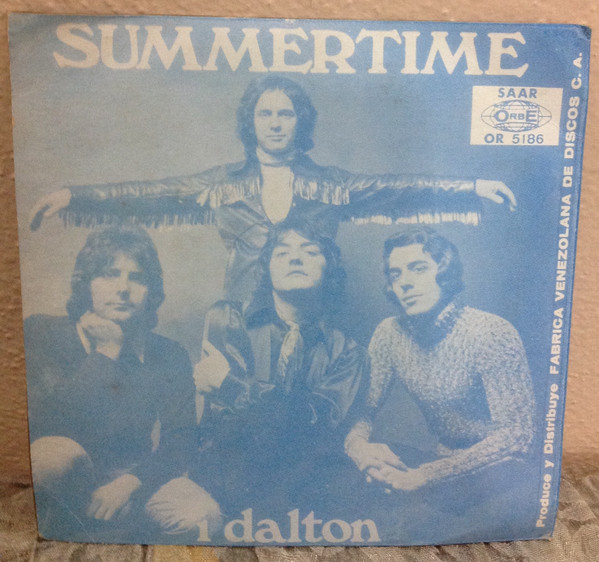 SUMMERTIME
SAAR
ORBE
OR 5186
Produce y Distribuye FABRICA VENEZOLANA DE DISCOS C. A.
i dalton